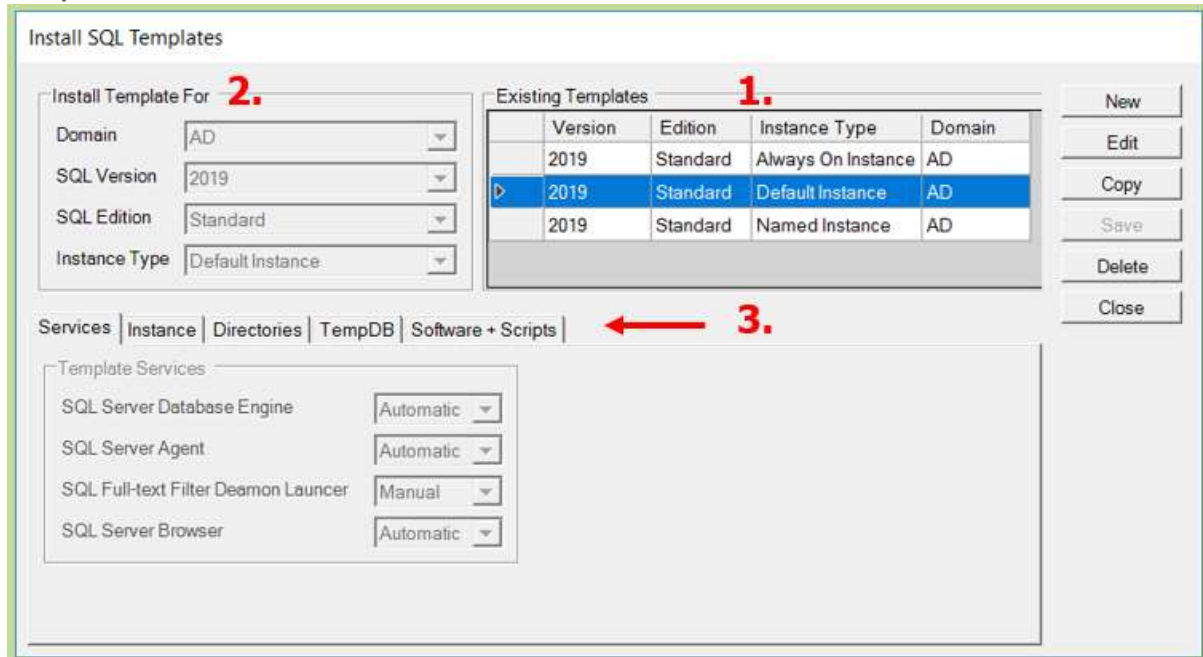 Install SQL Templates
Install Template For 2.
Domain AD
SQL Version 2019
SQL Edition Standard
Instance Type Default Instance
Existing Templates 1.
Version Edition Instance Type Domain
2019 Standard Always On Instance AD
2019 Standard Default Instance AD
2019 Standard Named Instance AD
New
Edit
Copy
Save
Delete
Close
Services Instance Directories TempDB Software + Scripts 3.
Template Services
SQL Server Database Engine Automatic
SQL Server Agent Automatic
SQL Full-text Filter Deamon Launcer Manual
SQL Server Browser Automatic